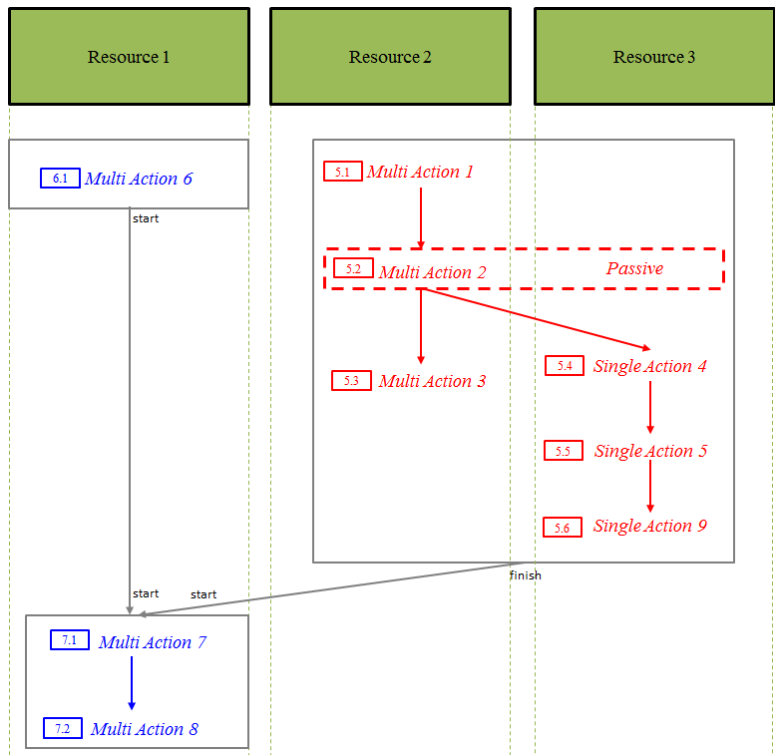 Resource 1
Resource 2
Resource 3
6.1 Multi Action 6
5.1 Multi Action 1
start
5.2 Multi Action 2 Passive
5.3 Multi Action 3
5.4 Single Action 4
5.5 Single Action 5
5.6 Single Action 9
finish
start
start
7.1 Multi Action 7
7.2 Multi Action 8